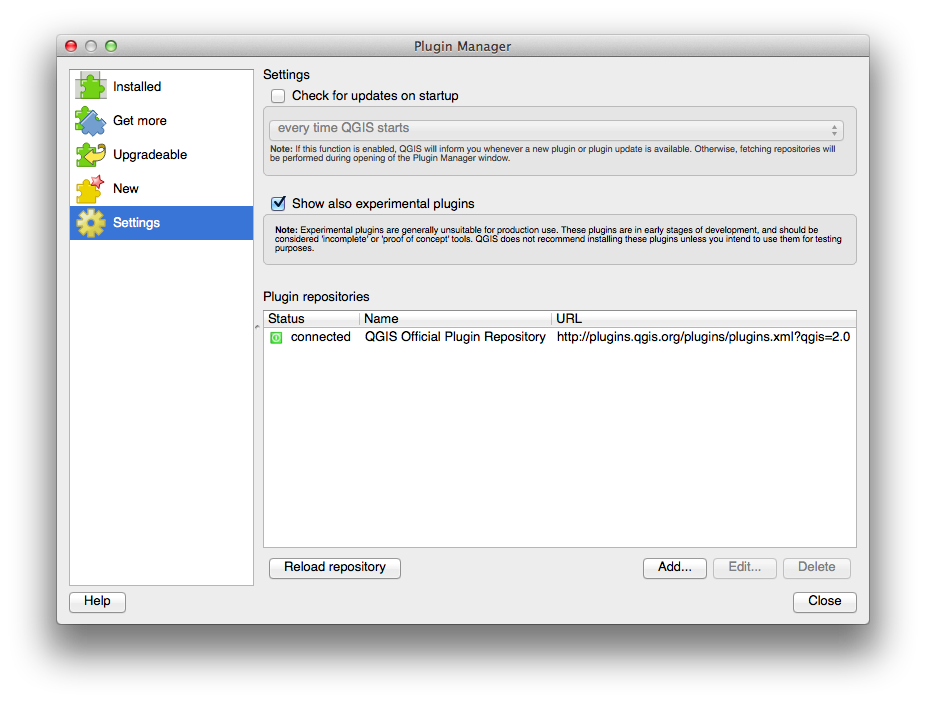 Plugin Manager
Installed
Get more
Upgradeable
New
Settings
Settings
Check for updates on startup
every time QGIS starts
Note: If this function is enabled, QGIS will inform you whenever a new plugin or plugin update is available. Otherwise, fetching repositories will
be performed during opening of the Plugin Manager window.
Show also experimental plugins
Note: Experimental plugins are generally unsuitable for production use. These plugins are in early stages of development, and should be
considered 'incomplete' or 'proof of concept' tools. QGIS does not recommend installing these plugins unless you intend to use them for testing
purposes.
Plugin repositories
Status Name URL
connected QGIS Official Plugin Repository http://plugins.qgis.org/plugins/plugins.xml?qgis=2.0
Reload repository Add... Edit... Delete
Help Close